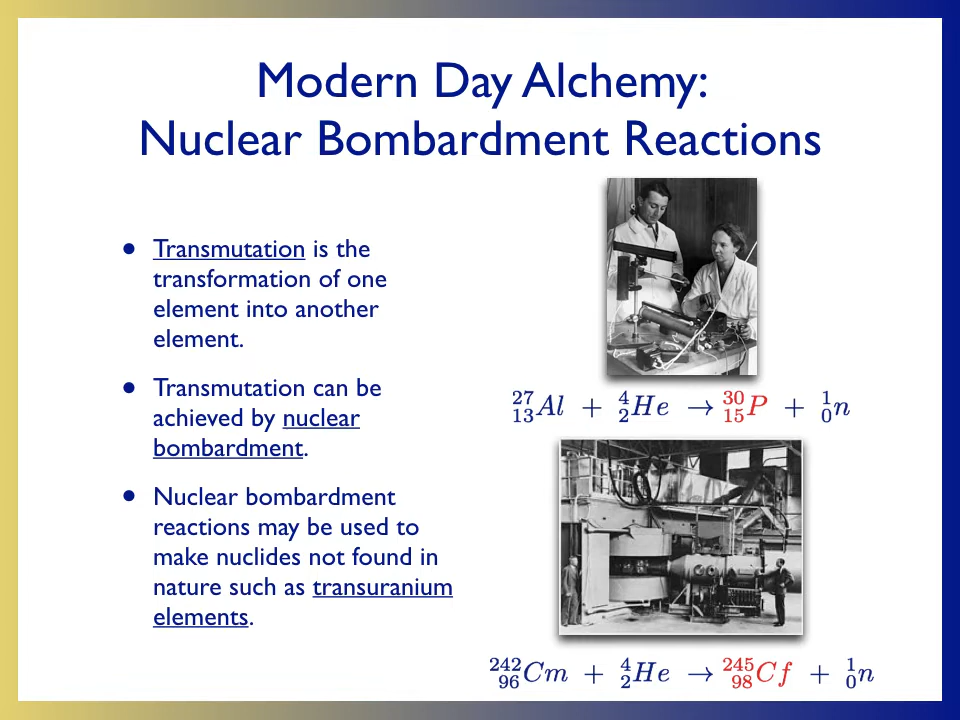 Modern Day Alchemy:
Nuclear Bombardment Reactions
• Transmutation is the
transformation of one
element into another
element.
• Transmutation can be
achieved by nuclear
bombardment.
• Nuclear bombardment
reactions may be used to
make nuclides not found in
nature such as transuranium
elements.
²⁷₁₃Al + ⁴₂He → ³⁰₁₅P + ¹₀n
²⁴²₉₆Cm + ⁴₂He → ²⁴⁵₉₈Cf + ¹₀n